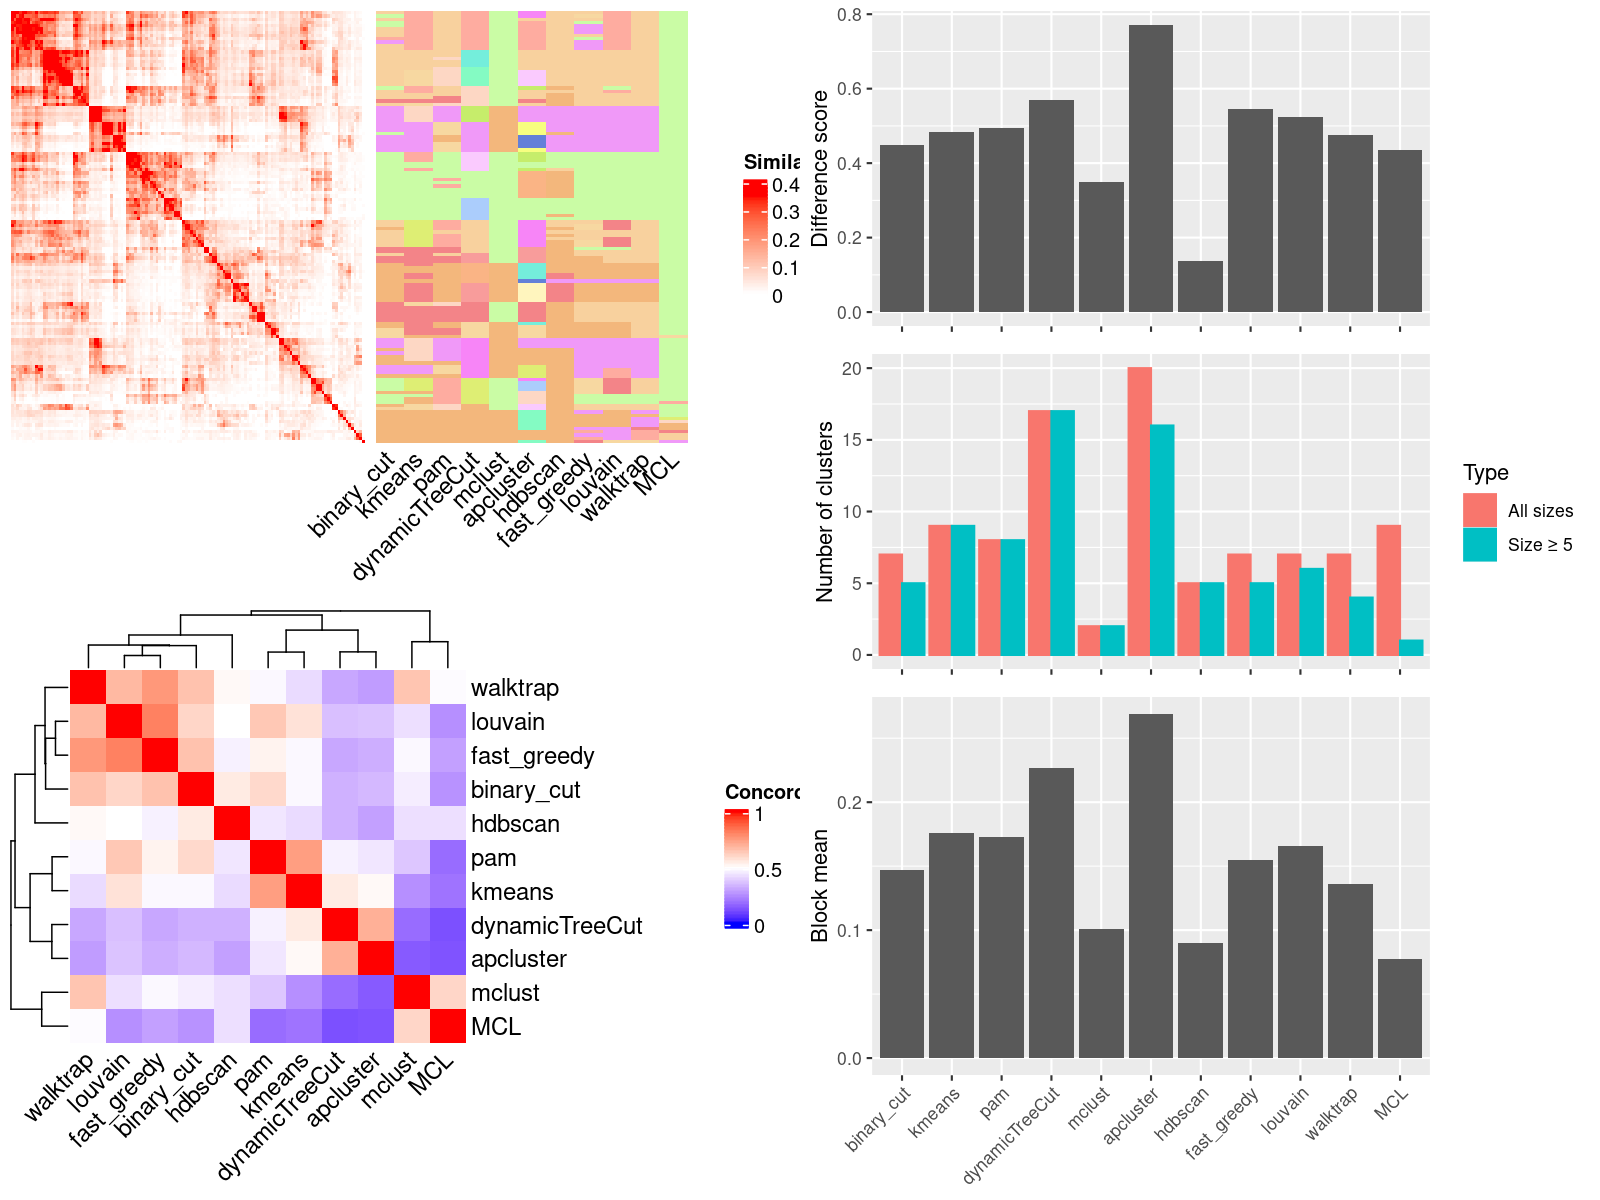 Simila
0.4
0.3
0.2
0.1
0
binary_cut
kmeans
pam
dynamicTreeCut
mclust
apcluster
hdbscan
fast_greedy
louvain
walktrap
MCL
walktrap
louvain
fast_greedy
binary_cut
hdbscan
pam
kmeans
dynamicTreeCut
apcluster
mclust
MCL
walktrap
louvain
fast_greedy
binary_cut
hdbscan
pam
kmeans
dynamicTreeCut
apcluster
mclust
MCL
Concord
1
0.5
0
Difference score
0.8
0.6
0.4
0.2
0.0
Number of clusters
20
15
10
5
0
Type
All sizes
Size ≥ 5
Block mean
0.2
0.1
0.0
binary_cut
kmeans
pam
dynamicTreeCut
mclust
apcluster
hdbscan
fast_greedy
louvain
walktrap
MCL